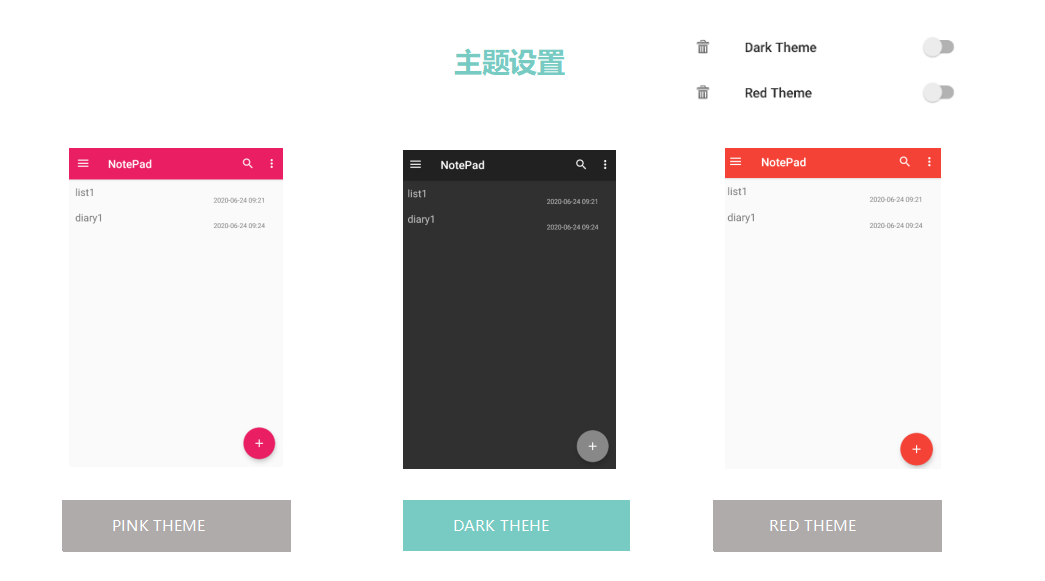 主题设置
Dark Theme
Red Theme
NotePad
list1
2020-06-24 09:21
diary1
2020-06-24 09:24
NotePad
list1
2020-06-24 09:21
diary1
2020-06-24 09:24
NotePad
list1
2020-06-24 09:21
diary1
2020-06-24 09:24
PINK THEME
DARK THEHE
RED THEME